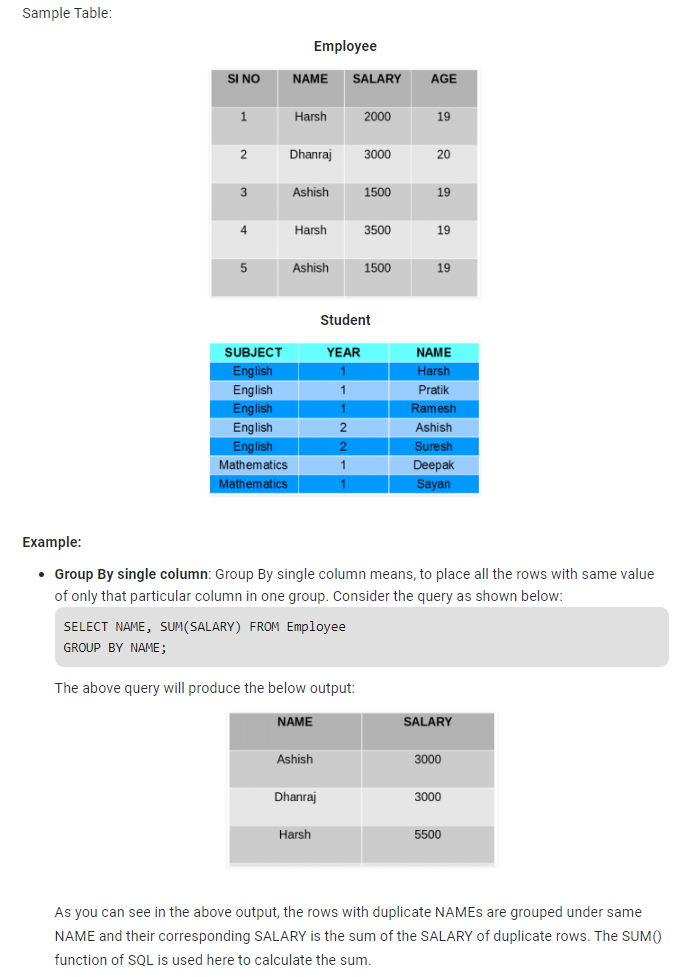 Sample Table:
Employee
SI NO NAME SALARY AGE
1 Harsh 2000 19
2 Dhanraj 3000 20
3 Ashish 1500 19
4 Harsh 3500 19
5 Ashish 1500 19
Student
SUBJECT YEAR NAME
English 1 Harsh
English 1 Pratik
English 1 Ramesh
English 2 Ashish
English 2 Suresh
Mathematics 1 Deepak
Mathematics 1 Sayan
Example:
• Group By single column: Group By single column means, to place all the rows with same value
of only that particular column in one group. Consider the query as shown below:
SELECT NAME, SUM(SALARY) FROM Employee
GROUP BY NAME;
The above query will produce the below output:
NAME SALARY
Ashish 3000
Dhanraj 3000
Harsh 5500
As you can see in the above output, the rows with duplicate NAMEs are grouped under same
NAME and their corresponding SALARY is the sum of the SALARY of duplicate rows. The SUM()
function of SQL is used here to calculate the sum.